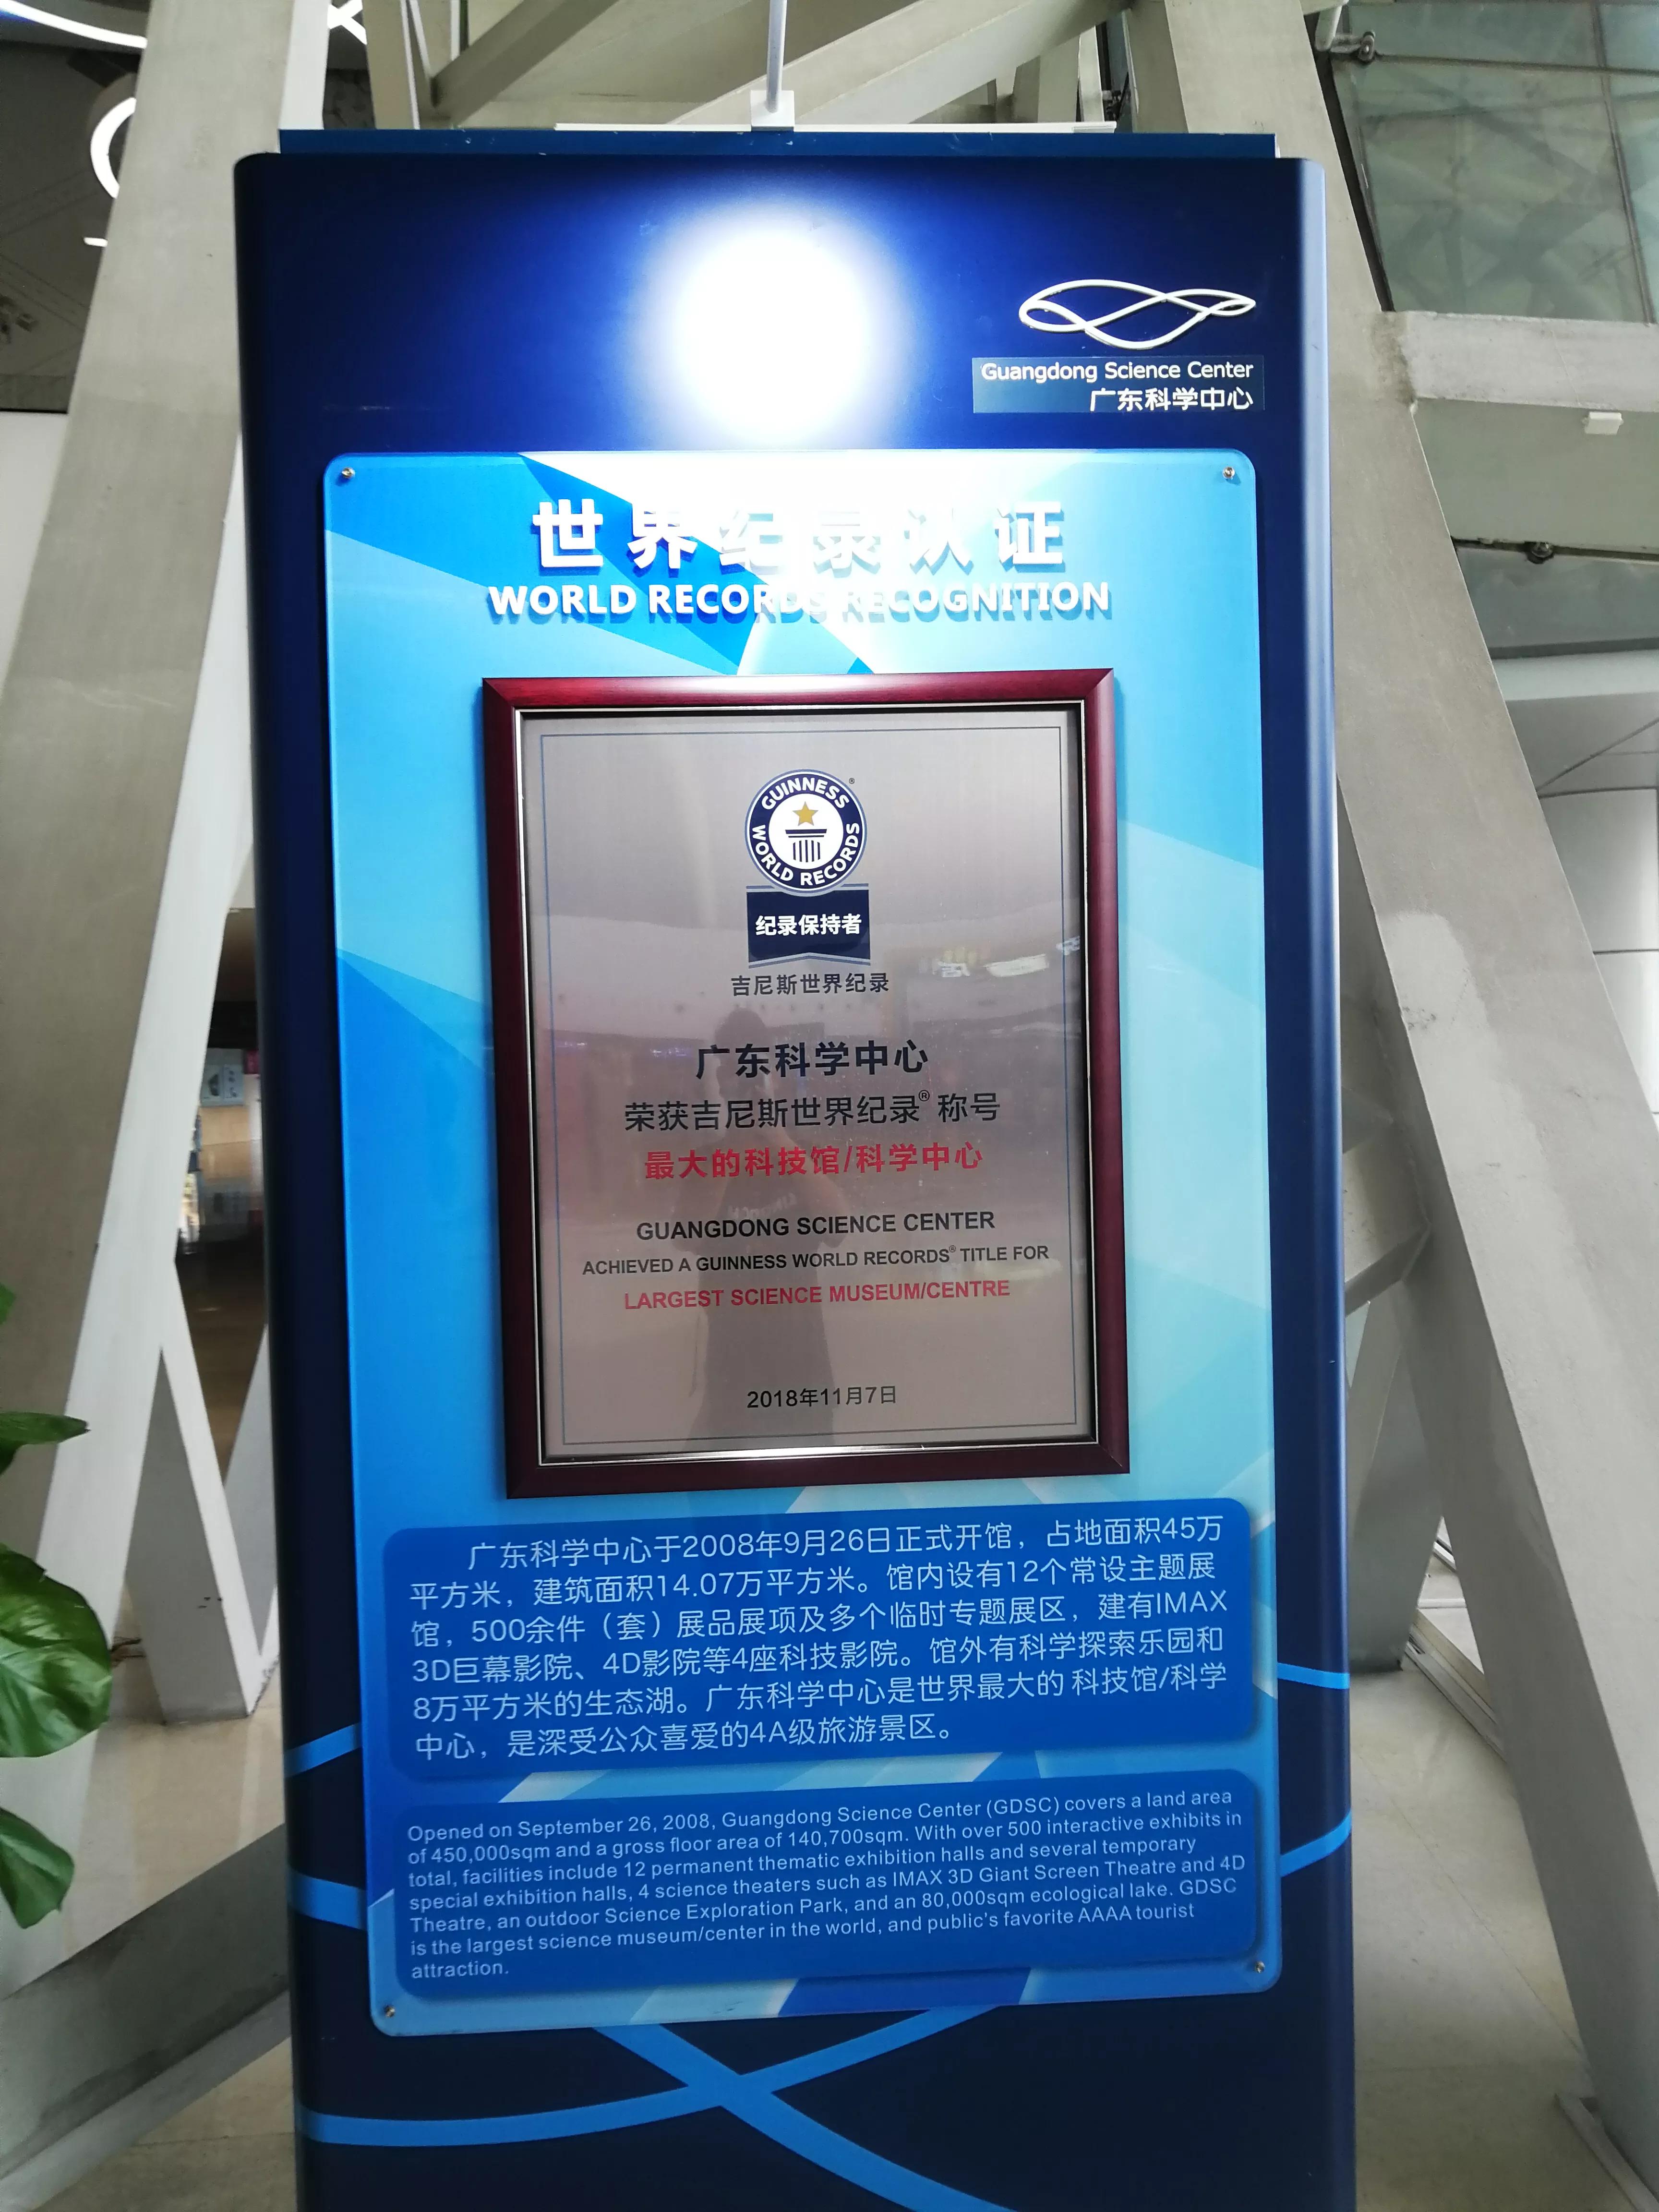 Guangdong Science Center
广东科学中心
世界纪录认证
WORLD RECORDS RECOGNITION
GUINNESS WORLD RECORDS®
纪录保持者
吉尼斯世界纪录
广东科学中心
荣获吉尼斯世界纪录®称号
最大的科技馆/科学中心
GUANGDONG SCIENCE CENTER
ACHIEVED A GUINNESS WORLD RECORDS® TITLE FOR
LARGEST SCIENCE MUSEUM/CENTRE
2018年11月7日
广东科学中心于2008年9月26日正式开馆，占地面积45万
平方米，建筑面积14.07万平方米。馆内设有12个常设主题展
馆，500余件（套）展品展项及多个临时专题展区，建有IMAX
3D巨幕影院、4D影院等4座科技影院。馆外有科学探索乐园和
8万平方米的生态湖。广东科学中心是世界最大的 科技馆/科学
中心，是深受公众喜爱的4A级旅游景区。
Opened on September 26, 2008, Guangdong Science Center (GDSC) covers a land area
of 450,000sqm and a gross floor area of 140,700sqm. With over 500 interactive exhibits in
total, facilities include 12 permanent thematic exhibition halls and several temporary
special exhibition halls, 4 science theaters such as IMAX 3D Giant Screen Theatre and 4D
Theatre, an outdoor Science Exploration Park, and an 80,000sqm ecological lake. GDSC
is the largest science museum/center in the world, and public's favorite AAAA tourist
attraction.